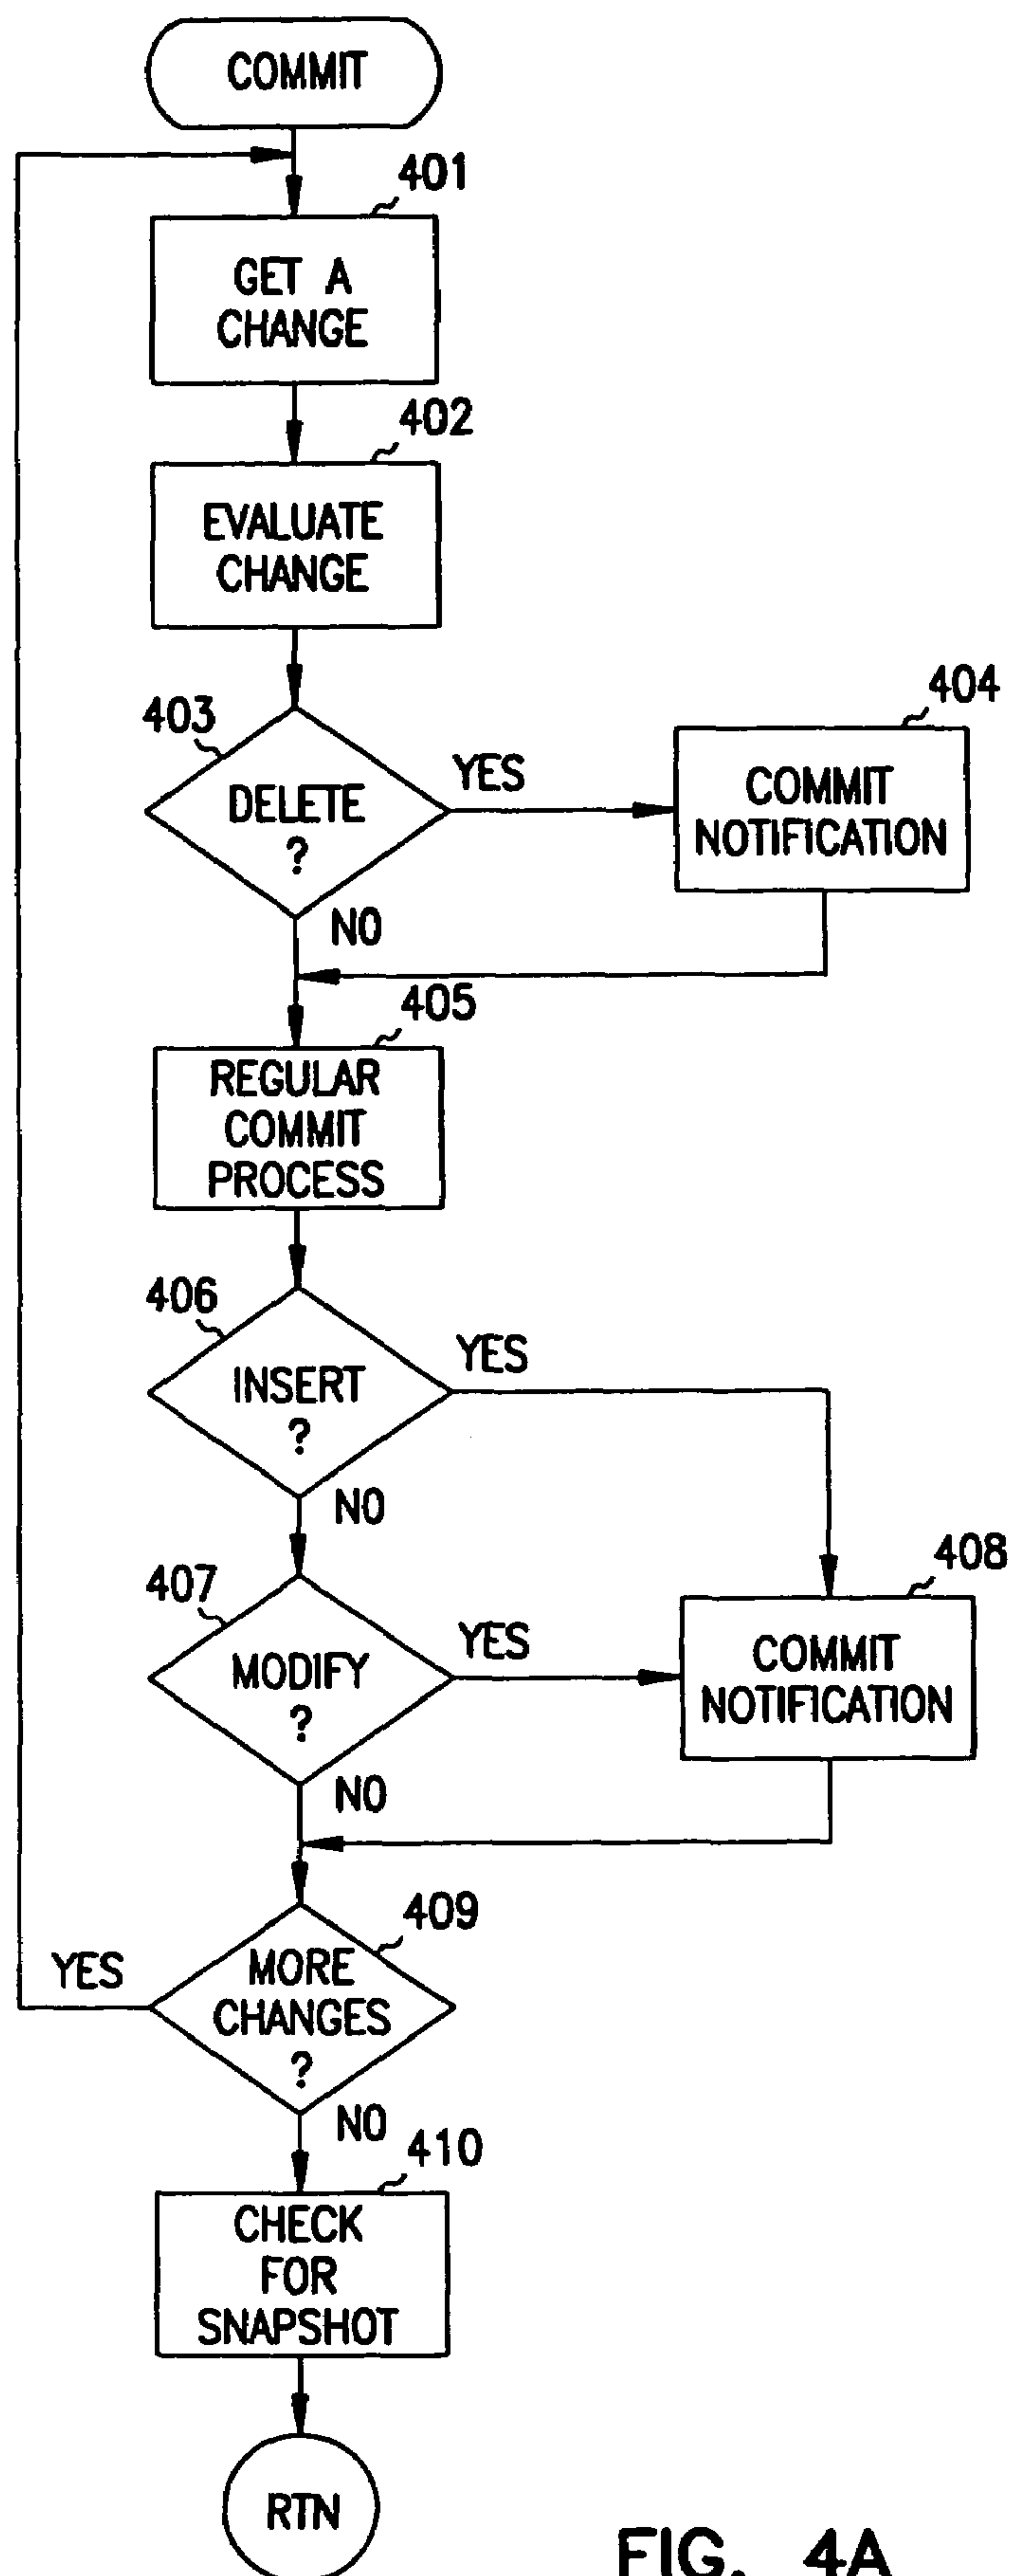 COMMIT
401
GET A
CHANGE
402
EVALUATE
CHANGE
403
DELETE
?
YES
404
COMMIT
NOTIFICATION
NO
405
REGULAR
COMMIT
PROCESS
406
INSERT
?
YES
NO
407
MODIFY
?
YES
408
COMMIT
NOTIFICATION
NO
409
MORE
CHANGES
?
YES
NO
410
CHECK
FOR
SNAPSHOT
RTN
FIG. 4A